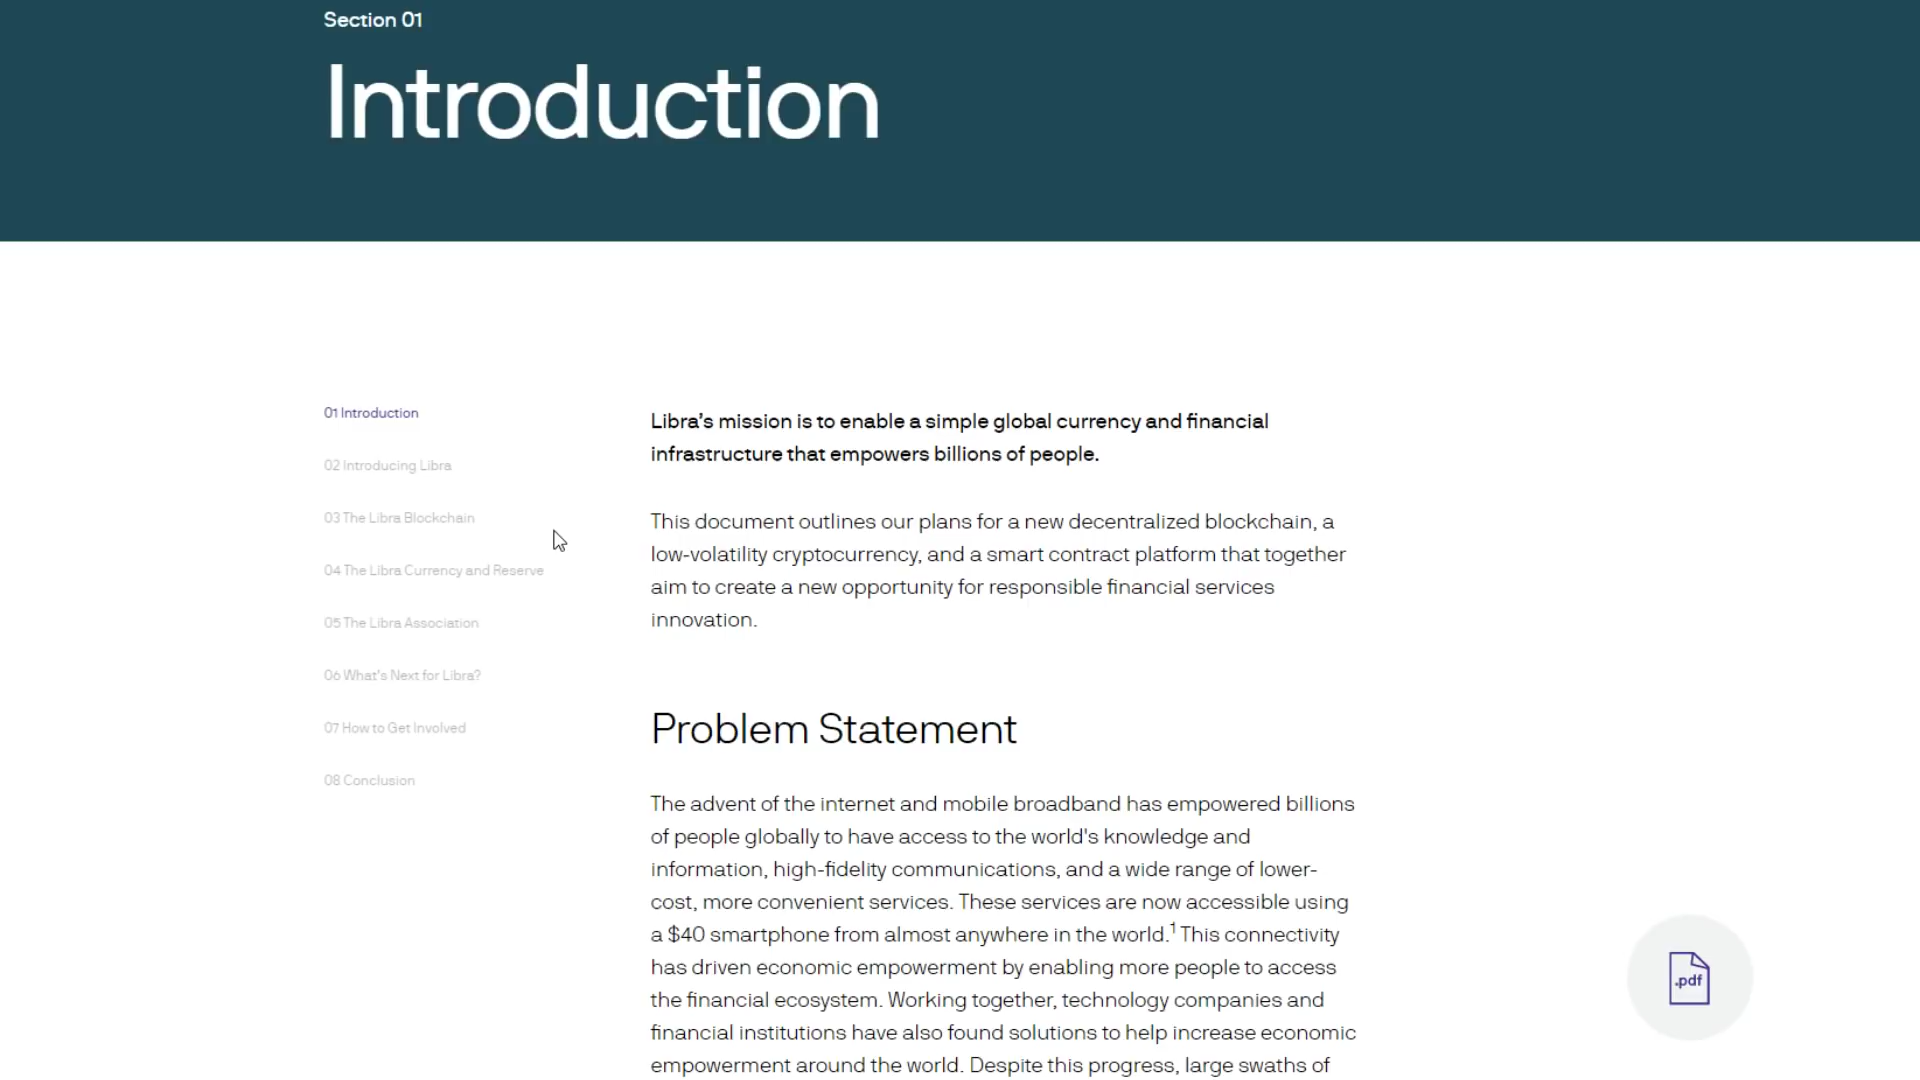 Section 01
Introduction
01 Introduction
02 Introducing Libra
03 The Libra Blockchain
04 The Libra Currency and Reserve
05 The Libra Association
06 What's Next for Libra?
07 How to Get Involved
08 Conclusion
Libra's mission is to enable a simple global currency and financial
infrastructure that empowers billions of people.
This document outlines our plans for a new decentralized blockchain, a
low-volatility cryptocurrency, and a smart contract platform that together
aim to create a new opportunity for responsible financial services
innovation.
Problem Statement
The advent of the internet and mobile broadband has empowered billions
of people globally to have access to the world's knowledge and
information, high-fidelity communications, and a wide range of lower-
cost, more convenient services. These services are now accessible using
a $40 smartphone from almost anywhere in the world.¹ This connectivity
has driven economic empowerment by enabling more people to access
the financial ecosystem. Working together, technology companies and
financial institutions have also found solutions to help increase economic
empowerment around the world. Despite this progress, large swaths of
.pdf